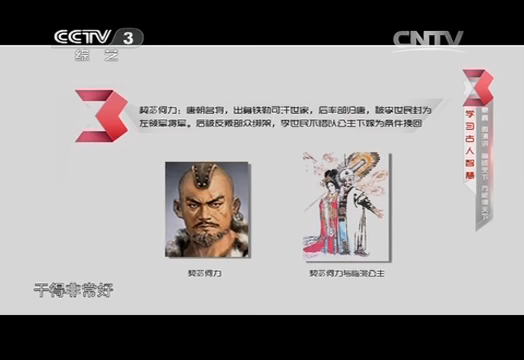 CCTV 3
综艺
CNTV
契苾何力：唐朝名将，出身铁勒可汗世家，后率部归唐，被李世民封为
左领军将军。后被反叛部众绑架，李世民不惜以公主下嫁为条件换回
学习古人智慧
契苾何力
契苾何力与临洮公主
干得非常好